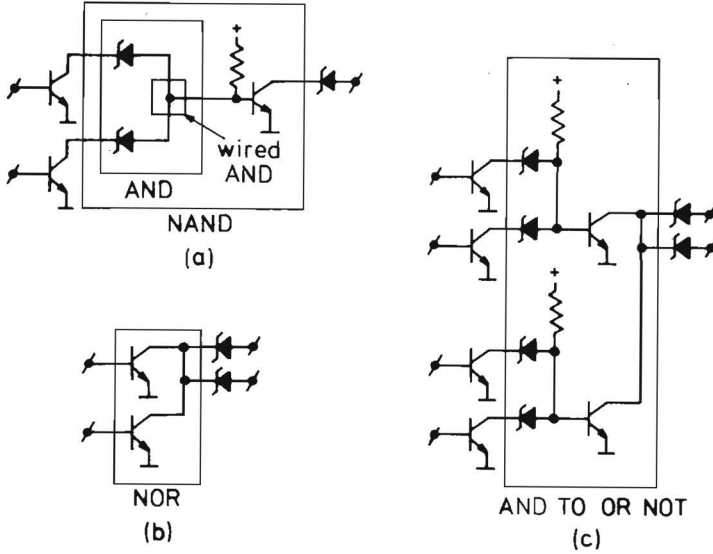 +
wired
AND
AND
NAND
(a)
NOR
(b)
+
+
AND TO OR NOT
(c)